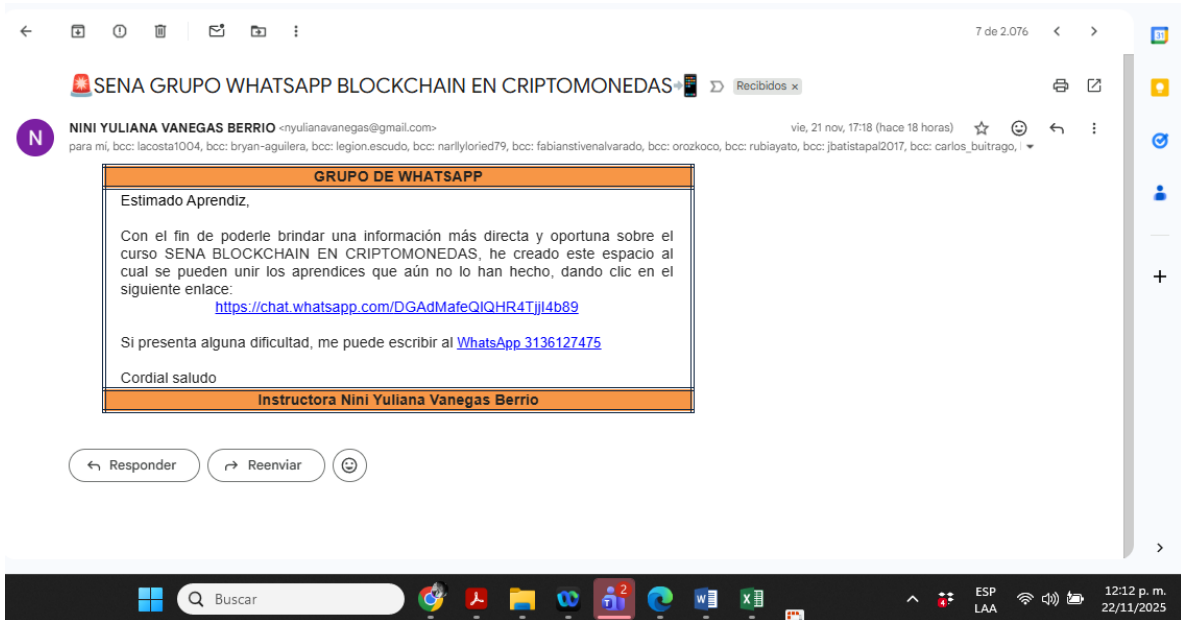 7 de 2.076
🚨SENA GRUPO WHATSAPP BLOCKCHAIN EN CRIPTOMONEDAS📲 Recibidos x
N
NINI YULIANA VANEGAS BERRIO <nyulianavanegas@gmail.com> vie, 21 nov, 17:18 (hace 18 horas)
para mí, bcc: lacosta1004, bcc: bryan-aguilera, bcc: legion.escudo, bcc: narllyloried79, bcc: fabianstivenalvarado, bcc: orozkoco, bcc: rubiayato, bcc: jbatistapal2017, bcc: carlos_buitrago,
GRUPO DE WHATSAPP
Estimado Aprendiz,
Con el fin de poderle brindar una información más directa y oportuna sobre el
curso SENA BLOCKCHAIN EN CRIPTOMONEDAS, he creado este espacio al
cual se pueden unir los aprendices que aún no lo han hecho, dando clic en el
siguiente enlace:
https://chat.whatsapp.com/DGAdMafeQIQHR4TjjI4b89
Si presenta alguna dificultad, me puede escribir al WhatsApp 3136127475
Cordial saludo
Instructora Nini Yuliana Vanegas Berrio
Responder
Reenviar
31
Buscar
2
4
ESP
LAA
12:12 p. m.
22/11/2025